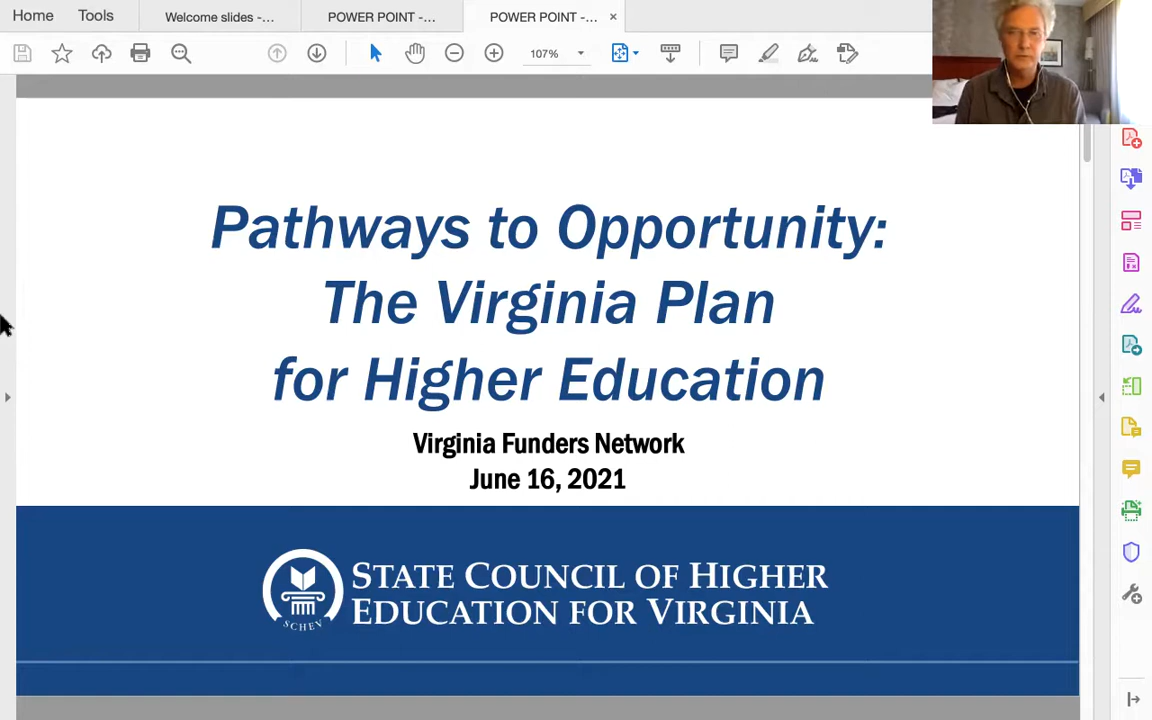 Home Tools Welcome slides -... POWER POINT -... POWER POINT -... ×
107%
Pathways to Opportunity:
The Virginia Plan
for Higher Education
Virginia Funders Network
June 16, 2021
STATE COUNCIL OF HIGHER
EDUCATION FOR VIRGINIA
SCHEV